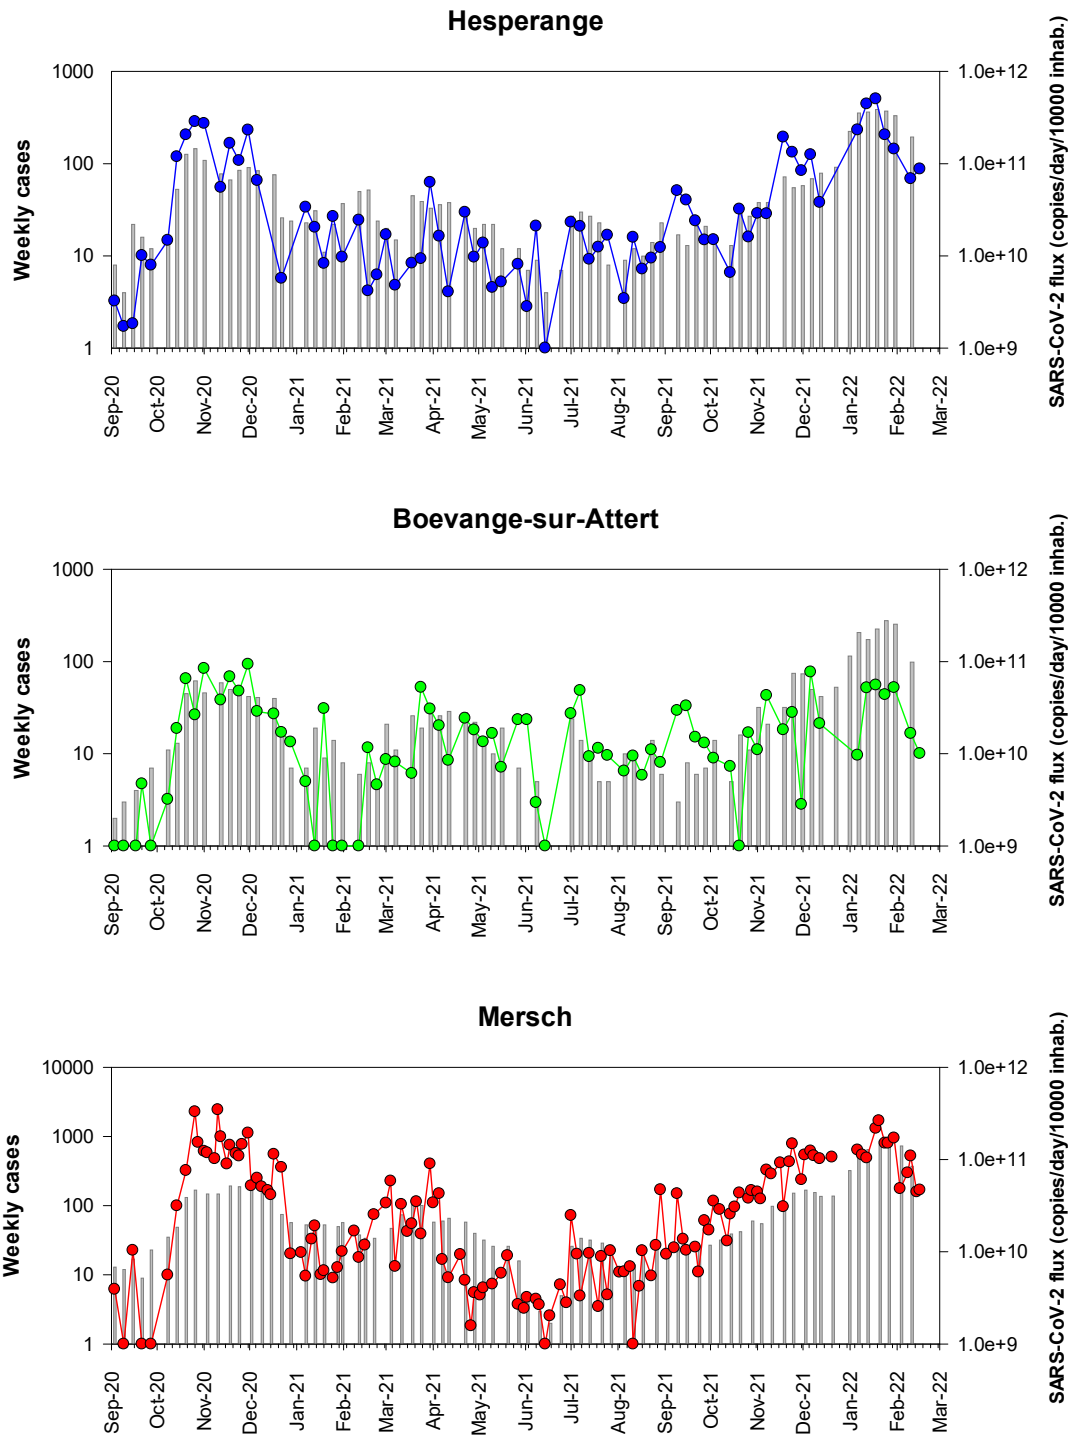 Hesperange
1000
100
10
1
Weekly cases
1.0e+12
1.0e+11
1.0e+10
1.0e+9
SARS-CoV-2 flux (copies/day/10000 inhab.)
Sep-20
Oct-20
Nov-20
Dec-20
Jan-21
Feb-21
Mar-21
Apr-21
May-21
Jun-21
Jul-21
Aug-21
Sep-21
Oct-21
Nov-21
Dec-21
Jan-22
Feb-22
Mar-22
Boevange-sur-Attert
1000
100
10
1
Weekly cases
1.0e+12
1.0e+11
1.0e+10
1.0e+9
SARS-CoV-2 flux (copies/day/10000 inhab.)
Sep-20
Oct-20
Nov-20
Dec-20
Jan-21
Feb-21
Mar-21
Apr-21
May-21
Jun-21
Jul-21
Aug-21
Sep-21
Oct-21
Nov-21
Dec-21
Jan-22
Feb-22
Mar-22
Mersch
10000
1000
100
10
1
Weekly cases
1.0e+12
1.0e+11
1.0e+10
1.0e+9
SARS-CoV-2 flux (copies/day/10000 inhab.)
Sep-20
Oct-20
Nov-20
Dec-20
Jan-21
Feb-21
Mar-21
Apr-21
May-21
Jun-21
Jul-21
Aug-21
Sep-21
Oct-21
Nov-21
Dec-21
Jan-22
Feb-22
Mar-22